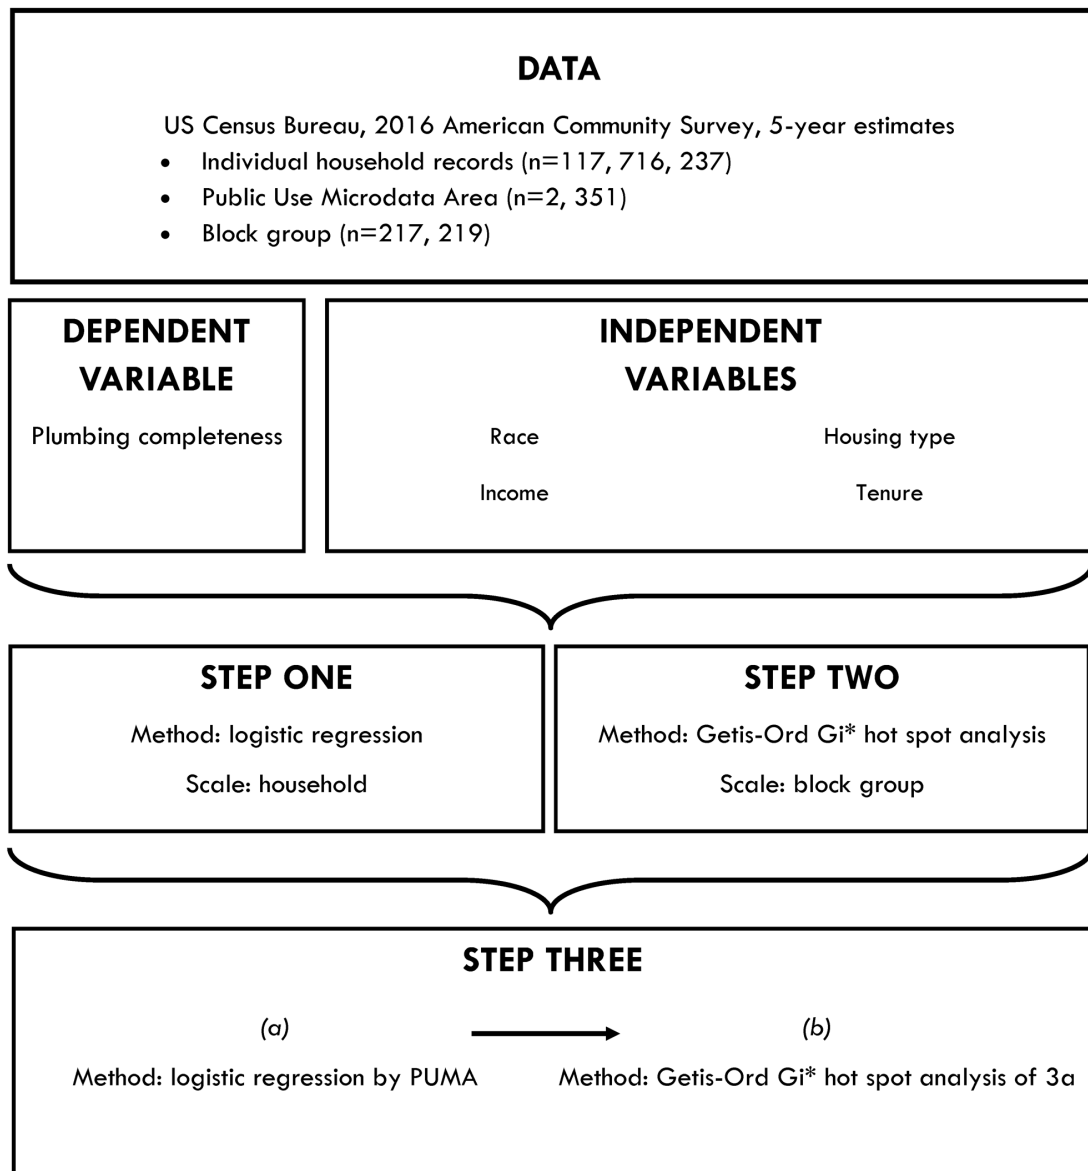 DATA
US Census Bureau, 2016 American Community Survey, 5-year estimates
• Individual household records (n=117, 716, 237)
• Public Use Microdata Area (n=2, 351)
• Block group (n=217, 219)
DEPENDENT
VARIABLE
Plumbing completeness
INDEPENDENT
VARIABLES
Race
Housing type
Income
Tenure
STEP ONE
Method: logistic regression
Scale: household
STEP TWO
Method: Getis-Ord Gi* hot spot analysis
Scale: block group
STEP THREE
(a)
Method: logistic regression by PUMA
(b)
Method: Getis-Ord Gi* hot spot analysis of 3a